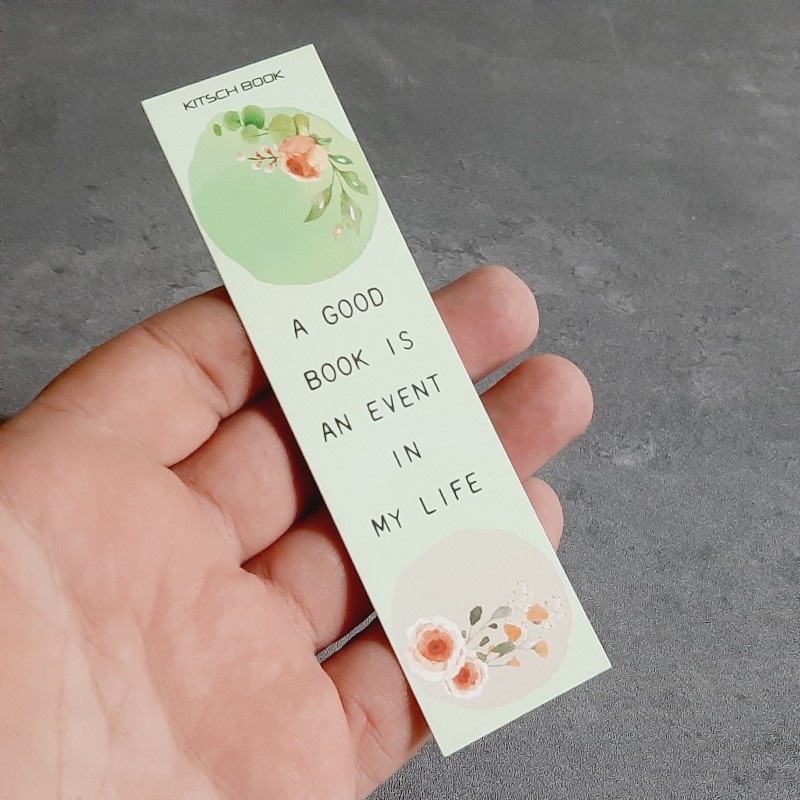 KITSCH BOOK
A GOOD
BOOK IS
AN EVENT
IN
MY LIFE